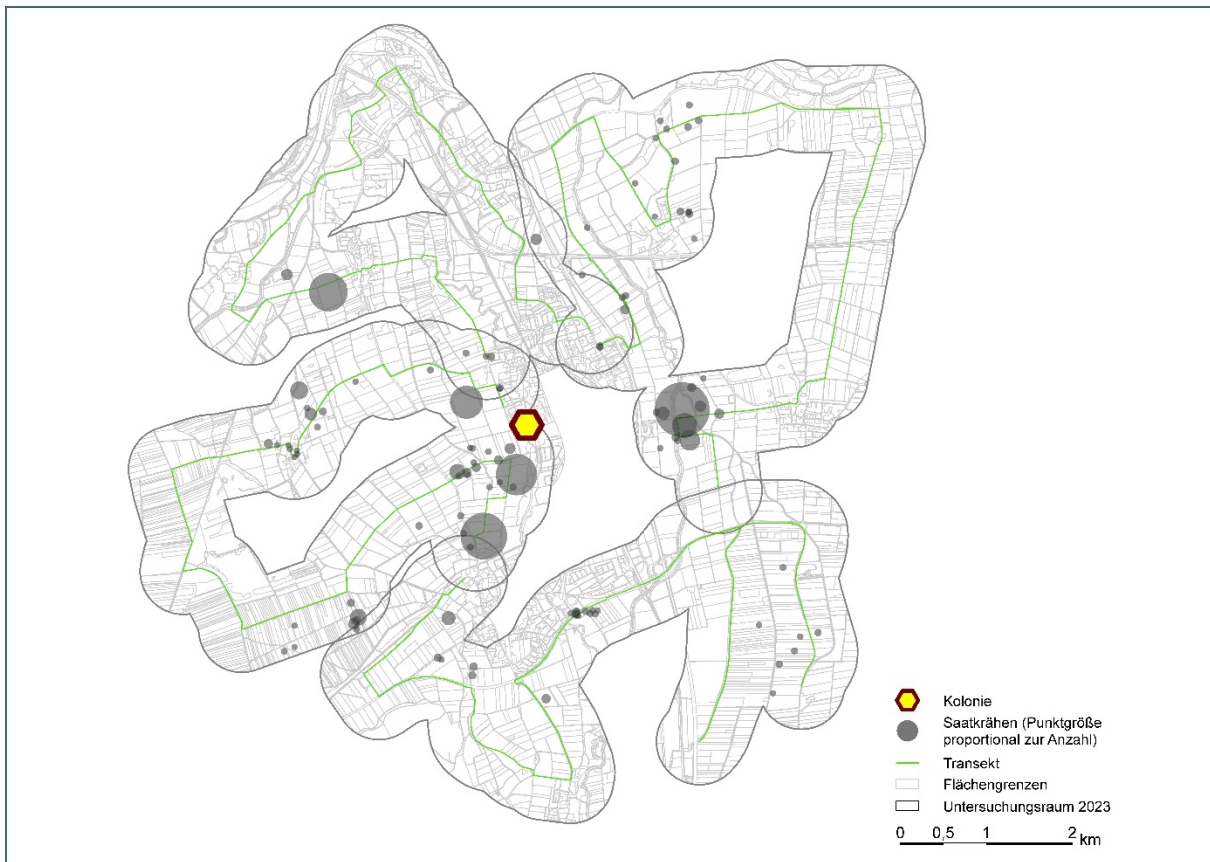 Kolonie
Saatkrähen (Punktgröße
proportional zur Anzahl)
Transekt
Flächengrenzen
Untersuchungsraum 2023
0 0,5 1 2 km